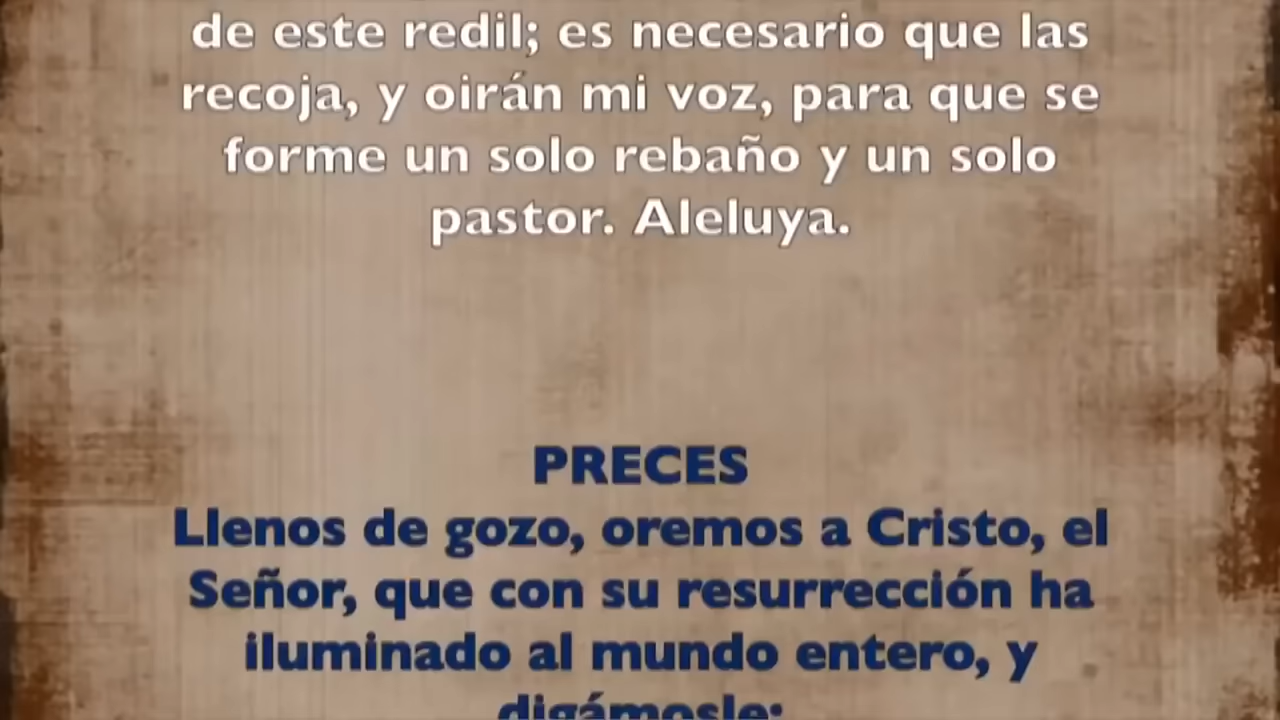 de este redil; es necesario que las
recoja, y oirán mi voz, para que se
forme un solo rebaño y un solo
pastor. Aleluya.
PRECES
Llenos de gozo, oremos a Cristo, el
Señor, que con su resurrección ha
iluminado al mundo entero, y
digámosle: